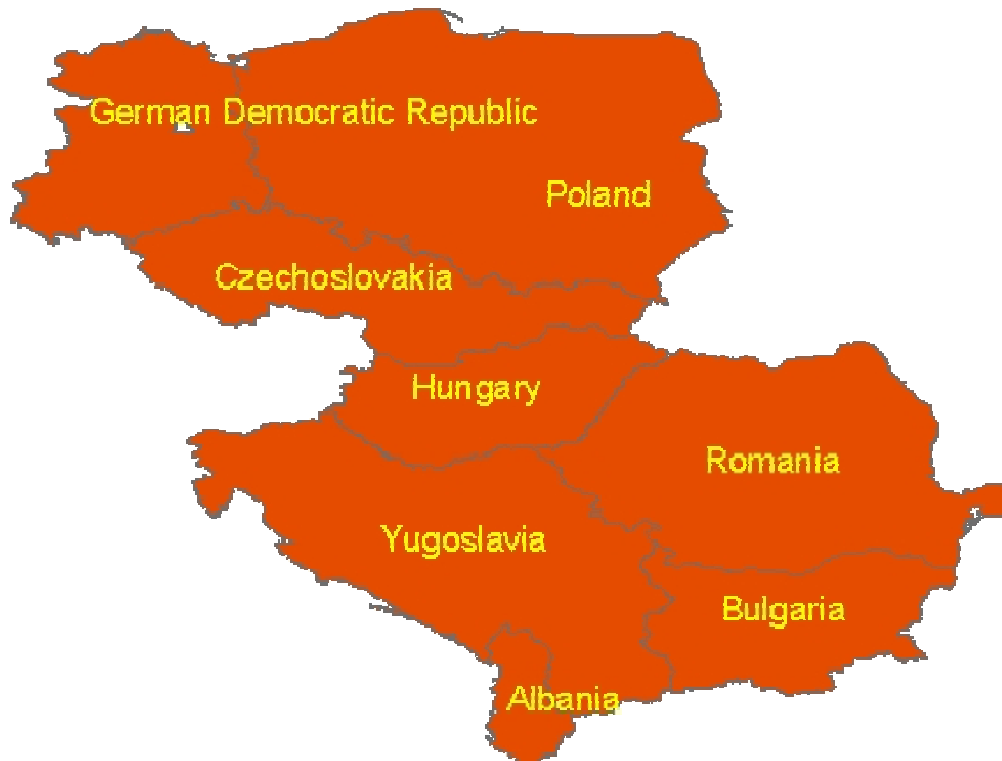 German Democratic Republic
Poland
Czechoslovakia
Hungary
Romania
Yugoslavia
Bulgaria
Albania